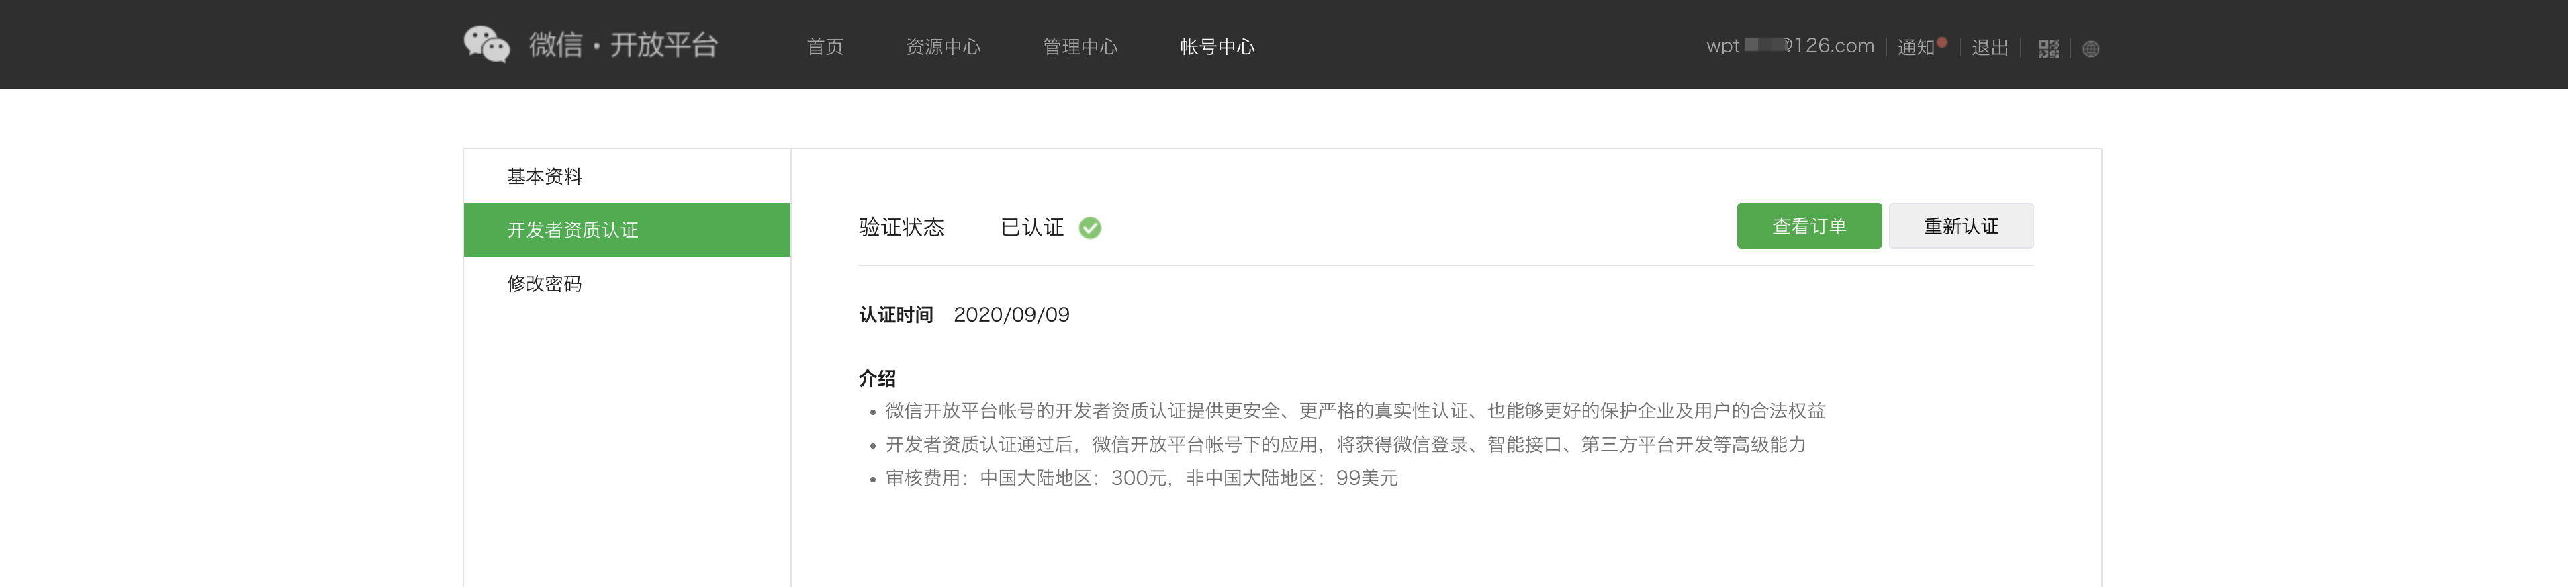 微信·开放平台 首页 资源中心 管理中心 帐号中心 wpt @126.com 通知 退出
基本资料
开发者资质认证
修改密码
验证状态 已认证 查看订单 重新认证
认证时间 2020/09/09
介绍
微信开放平台帐号的开发者资质认证提供更安全、更严格的真实性认证、也能够更好的保护企业及用户的合法权益
开发者资质认证通过后，微信开放平台帐号下的应用，将获得微信登录、智能接口、第三方平台开发等高级能力
审核费用：中国大陆地区：300元，非中国大陆地区：99美元